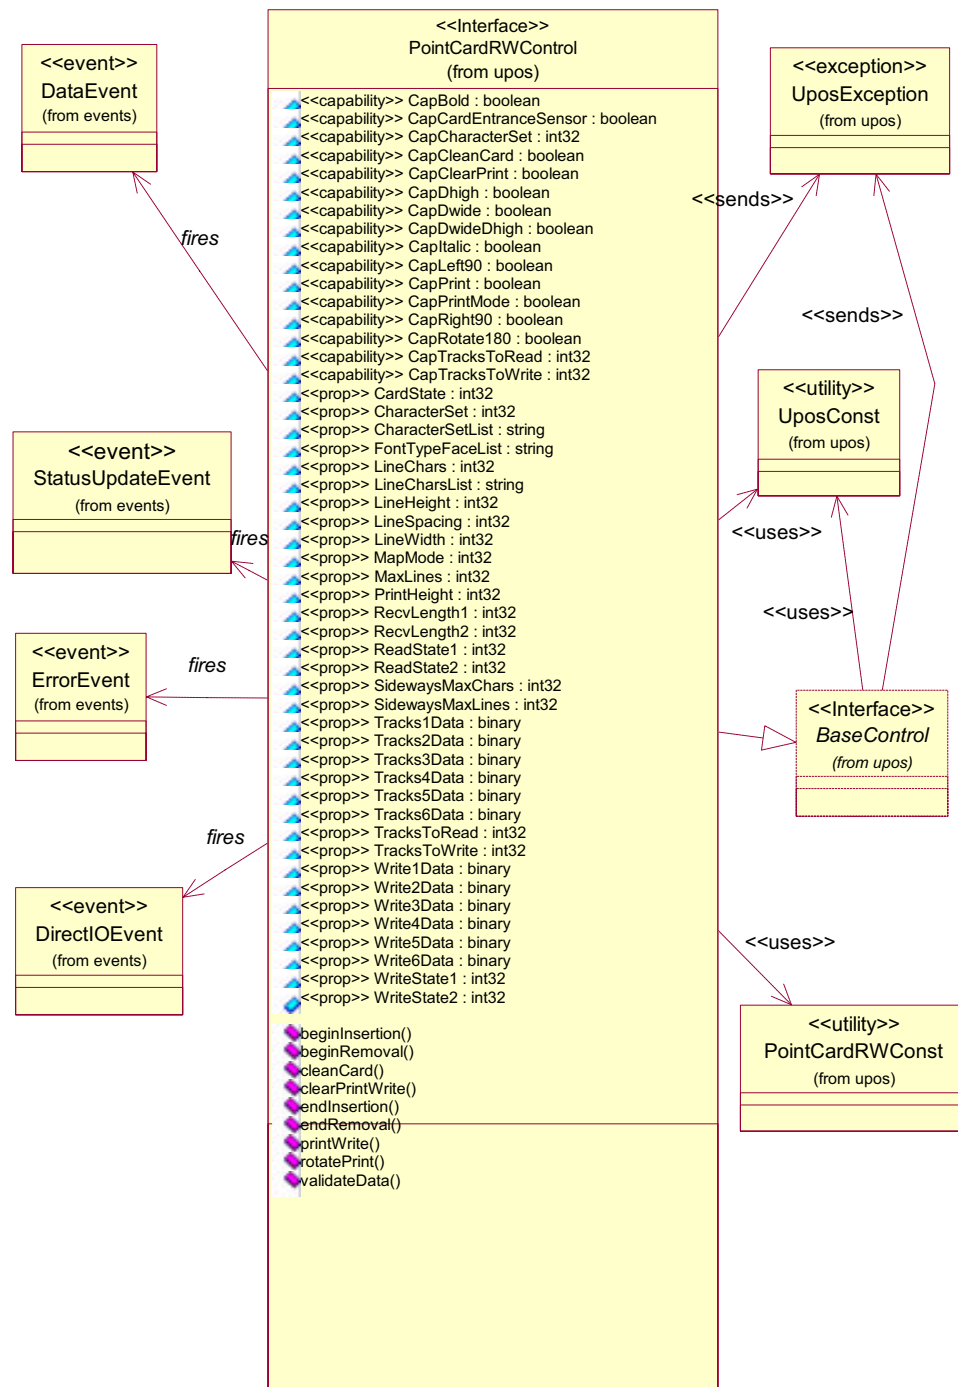 <<Interface>>
PointCardRWControl
(from upos)
<<capability>> CapBold : boolean
<<capability>> CapCardEntranceSensor : boolean
<<capability>> CapCharacterSet : int32
<<capability>> CapCleanCard : boolean
<<capability>> CapClearPrint : boolean
<<capability>> CapDhigh : boolean
<<capability>> CapDwide : boolean
<<capability>> CapDwideDhigh : boolean
<<capability>> CapItalic : boolean
<<capability>> CapLeft90 : boolean
<<capability>> CapPrint : boolean
<<capability>> CapPrintMode : boolean
<<capability>> CapRight90 : boolean
<<capability>> CapRotate180 : boolean
<<capability>> CapTracksToRead : int32
<<capability>> CapTracksToWrite : int32
<<prop>> CardState : int32
<<prop>> CharacterSet : int32
<<prop>> CharacterSetList : string
<<prop>> FontTypeFaceList : string
<<prop>> LineChars : int32
<<prop>> LineCharsList : string
<<prop>> LineHeight : int32
<<prop>> LineSpacing : int32
<<prop>> LineWidth : int32
<<prop>> MapMode : int32
<<prop>> MaxLines : int32
<<prop>> PrintHeight : int32
<<prop>> RecvLength1 : int32
<<prop>> RecvLength2 : int32
<<prop>> ReadState1 : int32
<<prop>> ReadState2 : int32
<<prop>> SidewaysMaxChars : int32
<<prop>> SidewaysMaxLines : int32
<<prop>> Tracks1Data : binary
<<prop>> Tracks2Data : binary
<<prop>> Tracks3Data : binary
<<prop>> Tracks4Data : binary
<<prop>> Tracks5Data : binary
<<prop>> Tracks6Data : binary
<<prop>> TracksToRead : int32
<<prop>> TracksToWrite : int32
<<prop>> Write1Data : binary
<<prop>> Write2Data : binary
<<prop>> Write3Data : binary
<<prop>> Write4Data : binary
<<prop>> Write5Data : binary
<<prop>> Write6Data : binary
<<prop>> WriteState1 : int32
<<prop>> WriteState2 : int32
beginInsertion()
beginRemoval()
cleanCard()
clearPrintWrite()
endInsertion()
endRemoval()
printWrite()
rotatePrint()
validateData()
<<event>>
DataEvent
(from events)
fires
<<event>>
StatusUpdateEvent
(from events)
fires
<<event>>
ErrorEvent
(from events)
fires
<<event>>
DirectIOEvent
(from events)
fires
<<exception>>
UposException
(from upos)
<<sends>>
<<sends>>
<<utility>>
UposConst
(from upos)
<<uses>>
<<uses>>
<<Interface>>
BaseControl
(from upos)
<<uses>>
<<utility>>
PointCardRWConst
(from upos)